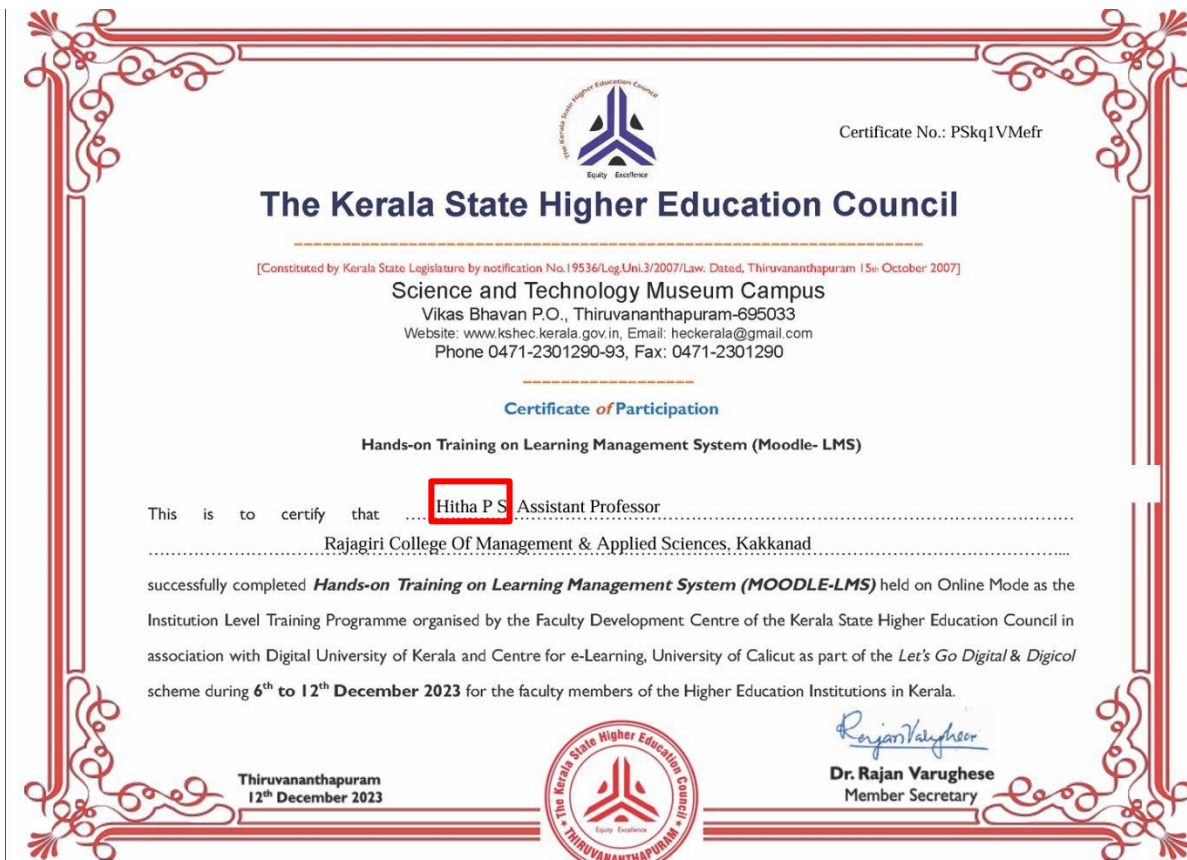 The Kerala State Higher Education Council
Equity Excellence
Certificate No.: PSkq1VMefr
The Kerala State Higher Education Council
[Constituted by Kerala State Legislature by notification No.19536/Leg.Uni.3/2007/Law. Dated, Thiruvananthapuram 15th October 2007]
Science and Technology Museum Campus
Vikas Bhavan P.O., Thiruvananthapuram-695033
Website: www.kshec.kerala.gov.in, Email: heckerala@gmail.com
Phone 0471-2301290-93, Fax: 0471-2301290
Certificate of Participation
Hands-on Training on Learning Management System (Moodle- LMS)
This is to certify that Hitha P S Assistant Professor
Rajagiri College Of Management & Applied Sciences, Kakkanad
successfully completed Hands-on Training on Learning Management System (MOODLE-LMS) held on Online Mode as the
Institution Level Training Programme organised by the Faculty Development Centre of the Kerala State Higher Education Council in
association with Digital University of Kerala and Centre for e-Learning, University of Calicut as part of the Let's Go Digital & Digicol
scheme during 6th to 12th December 2023 for the faculty members of the Higher Education Institutions in Kerala.
Rajan Varughese
Dr. Rajan Varughese
Member Secretary
Thiruvananthapuram
12th December 2023
The Kerala State Higher Education Council
Equity Excellence
THIRUVANANTHAPURAM